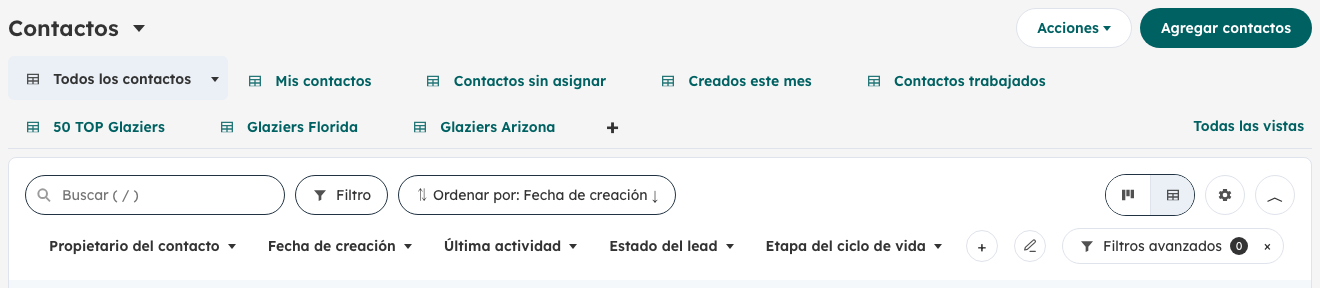 Contactos
Acciones
Agregar contactos
Todos los contactos
Mis contactos
Contactos sin asignar
Creados este mes
Contactos trabajados
50 TOP Glaziers
Glaziers Florida
Glaziers Arizona
+
Todas las vistas
Buscar ( / )
Filtro
Ordenar por: Fecha de creación ↓
Propietario del contacto
Fecha de creación
Última actividad
Estado del lead
Etapa del ciclo de vida
+
Filtros avanzados 0 ×